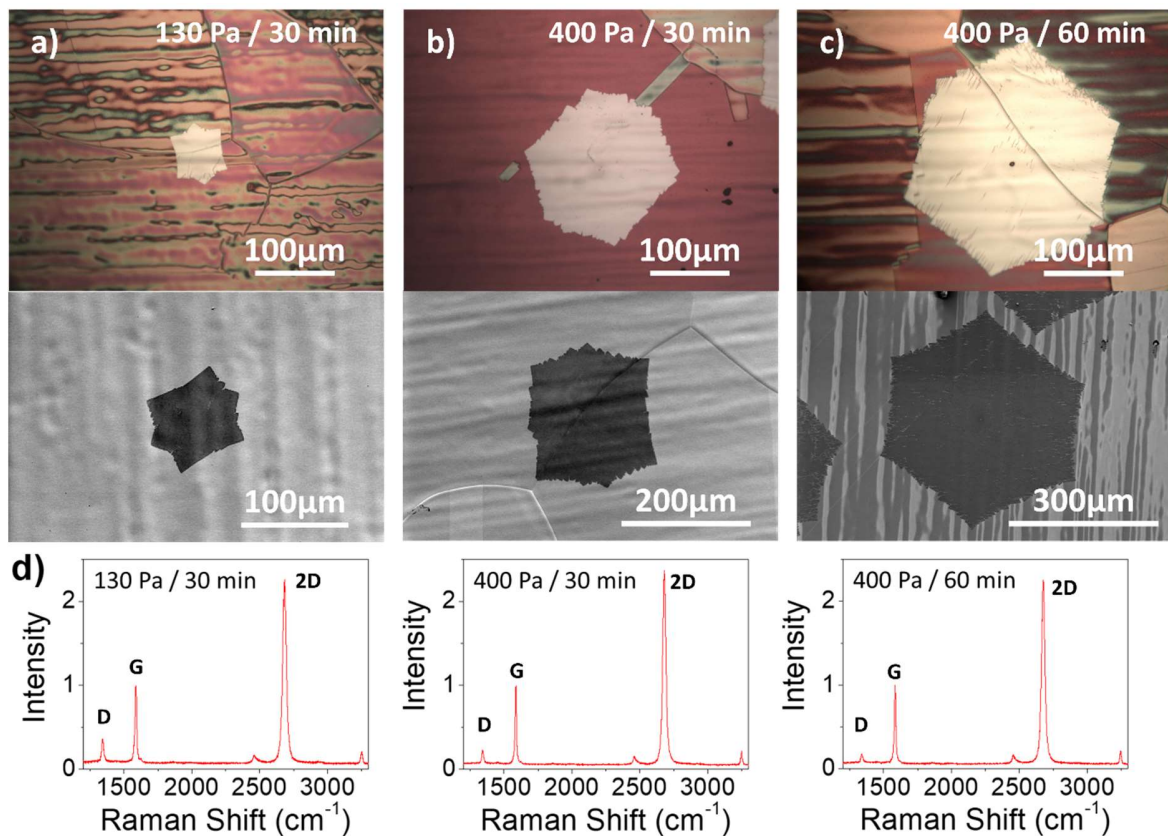 a)
130 Pa / 30 min
100μm
b)
400 Pa / 30 min
100μm
c)
400 Pa / 60 min
100μm
100μm
200μm
300μm
d)
130 Pa / 30 min
2D
G
D
Intensity
0
1
2
1500 2000 2500 3000
Raman Shift (cm⁻¹)
400 Pa / 30 min
2D
G
D
Intensity
0
1
2
1500 2000 2500 3000
Raman Shift (cm⁻¹)
400 Pa / 60 min
2D
G
D
Intensity
0
1
2
1500 2000 2500 3000
Raman Shift (cm⁻¹)